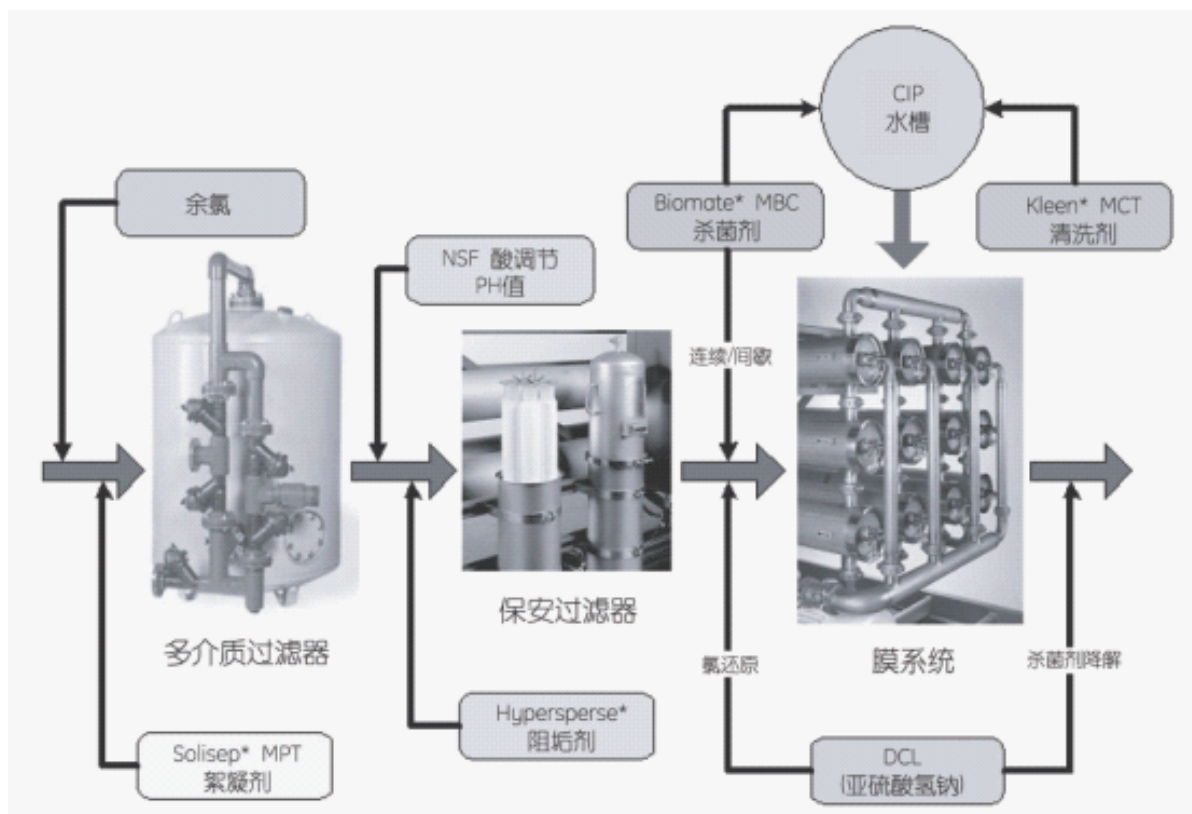 CIP
水槽
余氯
Biomate* MBC
杀菌剂
Kleen* MCT
清洗剂
NSF 酸调节
PH值
连续/间歇
保安过滤器
多介质过滤器
氯还原
膜系统
杀菌剂降解
Hypersperse*
阻垢剂
Solisep* MPT
絮凝剂
DCL
(亚硫酸氢钠)